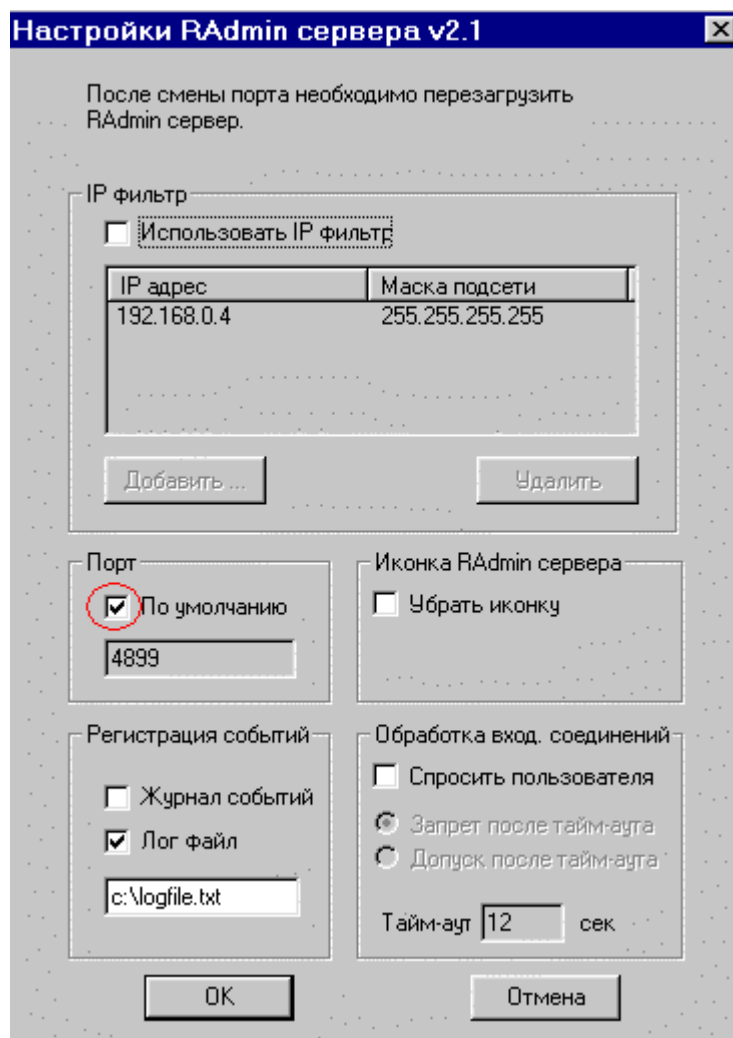 Настройки RAdmin сервера v2.1
После смены порта необходимо перезагрузить
RAdmin сервер.
IP фильтр
Использовать IP фильтр
IP адрес Маска подсети
192.168.0.4 255.255.255.255
Добавить ... Удалить
Порт
По умолчанию
4899
Иконка RAdmin сервера
Убрать иконку
Регистрация событий
Журнал событий
Лог файл
c:\logfile.txt
Обработка вход. соединений
Спросить пользователя
Запрет после тайм-аута
Допуск после тайм-аута
Тайм-аут 12 сек
OK Отмена